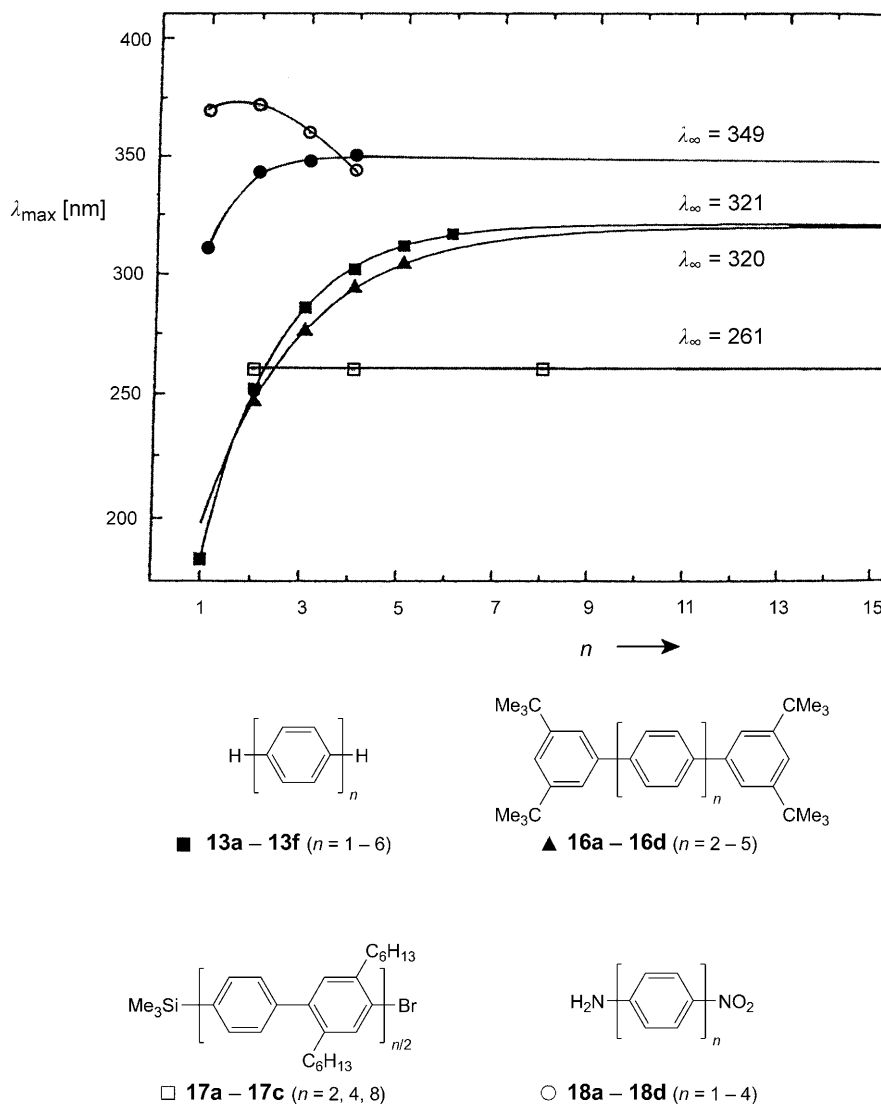 400
350
300
250
200
λmax [nm]
λ∞ = 349
λ∞ = 321
λ∞ = 320
λ∞ = 261
1 3 5 7 9 11 13 15
n
H H
n
■ 13a – 13f (n = 1 – 6)
Me3C CMe3
n
Me3C CMe3
▲ 16a – 16d (n = 2 – 5)
C6H13
Me3Si Br
n/2
C6H13
□ 17a – 17c (n = 2, 4, 8)
H2N NO2
n
○ 18a – 18d (n = 1 – 4)